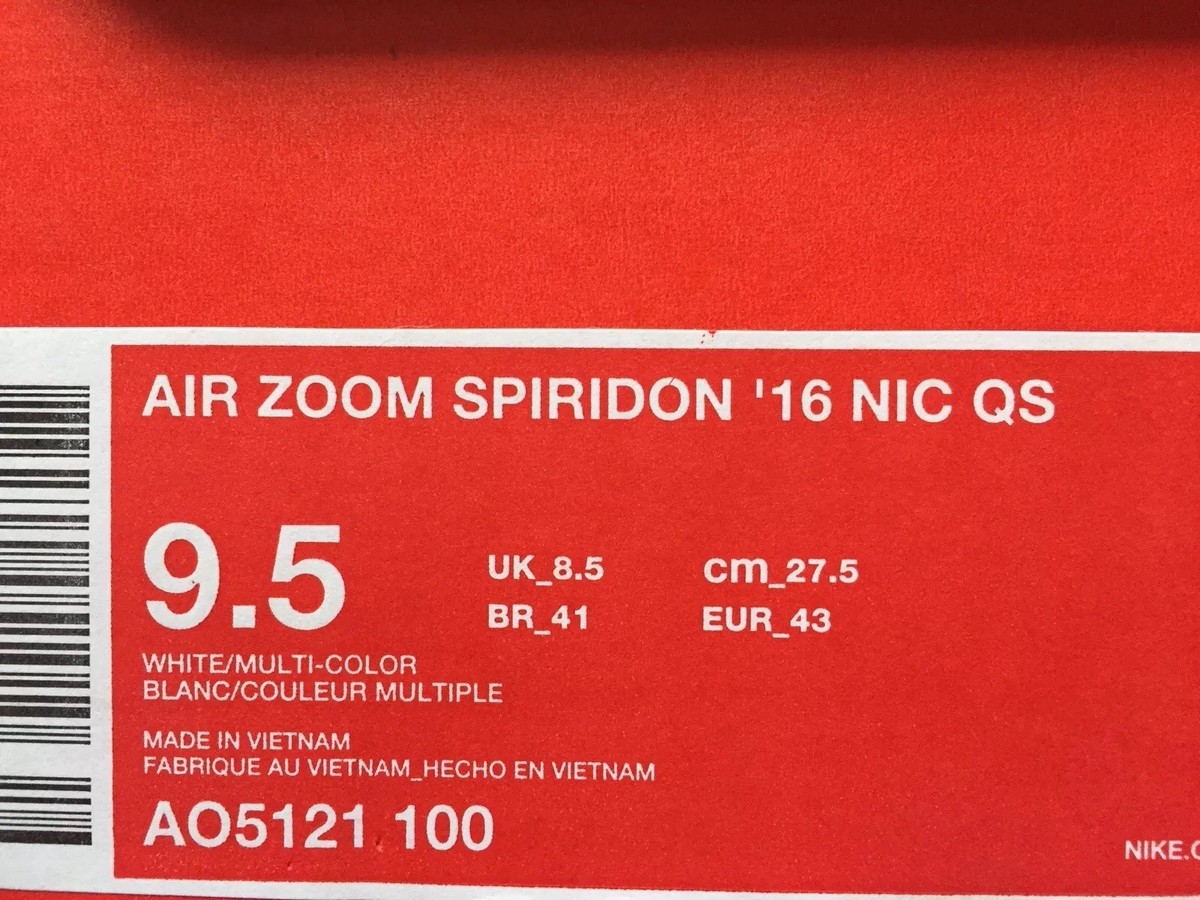 AIR ZOOM SPIRIDON '16 NIC QS
9.5
UK_8.5 cm_27.5
BR_41 EUR_43
WHITE/MULTI-COLOR
BLANC/COULEUR MULTIPLE
MADE IN VIETNAM
FABRIQUE AU VIETNAM_HECHO EN VIETNAM
AO5121 100
NIKE.C